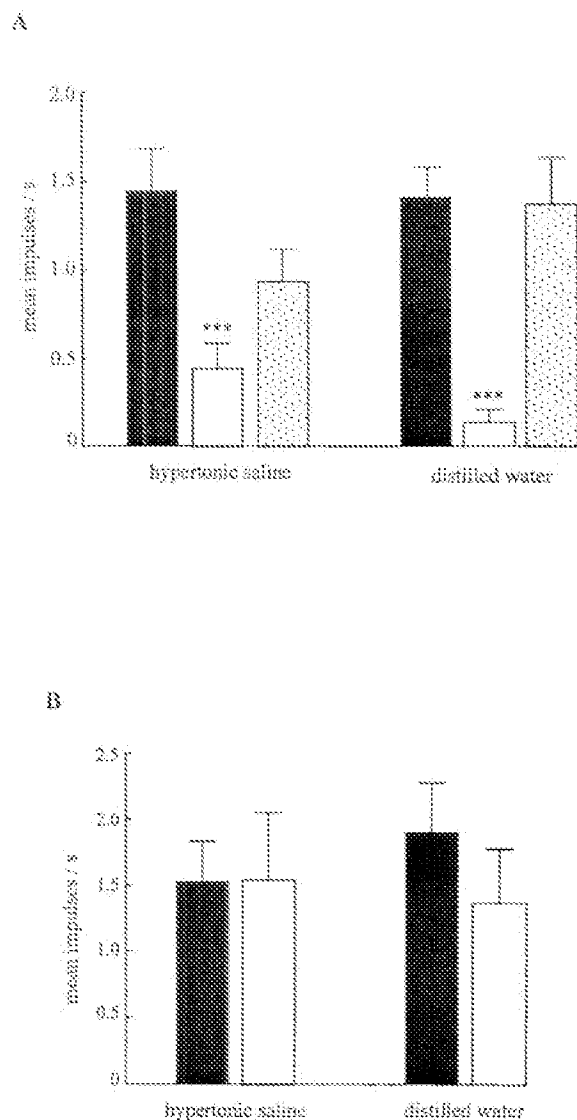 A
mean impulses / s
2.0
1.5
1.0
0.5
0
***
***
hypertonic saline
distilled water
B
mean impulses / s
2.5
2.0
1.5
1.0
0.5
0
hypertonic saline
distilled water